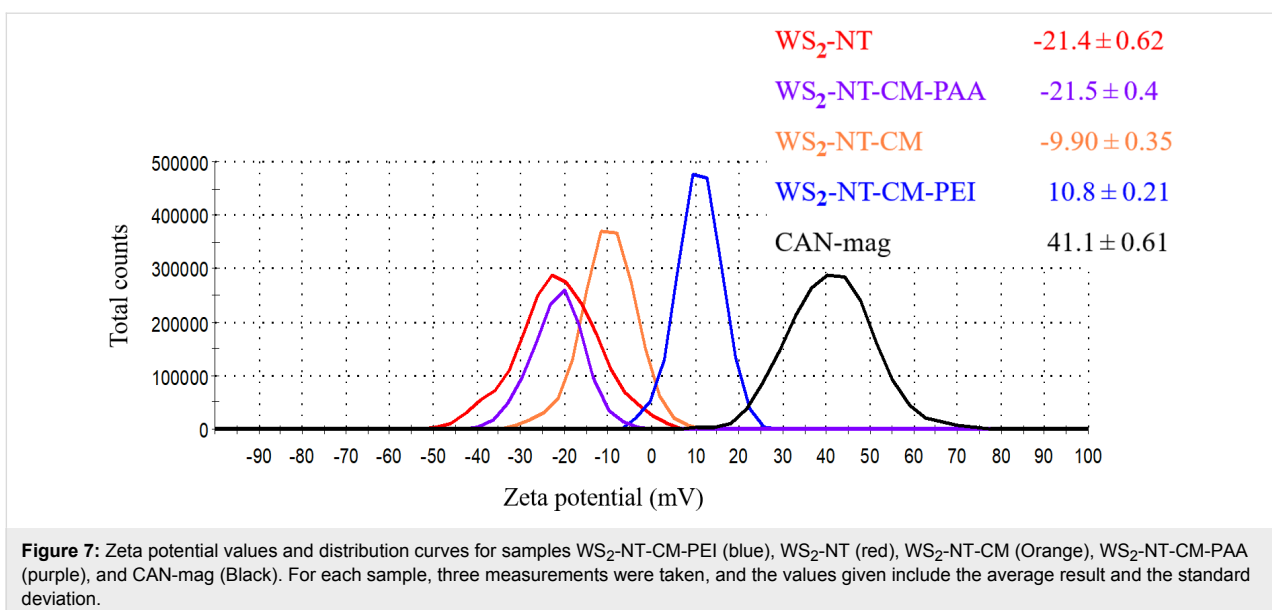 WS₂-NT -21.4 ± 0.62
WS₂-NT-CM-PAA -21.5 ± 0.4
WS₂-NT-CM -9.90 ± 0.35
WS₂-NT-CM-PEI 10.8 ± 0.21
CAN-mag 41.1 ± 0.61
Total counts
500000
400000
300000
200000
100000
0
-90 -80 -70 -60 -50 -40 -30 -20 -10 0 10 20 30 40 50 60 70 80 90 100
Zeta potential (mV)
Figure 7: Zeta potential values and distribution curves for samples WS₂-NT-CM-PEI (blue), WS₂-NT (red), WS₂-NT-CM (Orange), WS₂-NT-CM-PAA
(purple), and CAN-mag (Black). For each sample, three measurements were taken, and the values given include the average result and the standard
deviation.